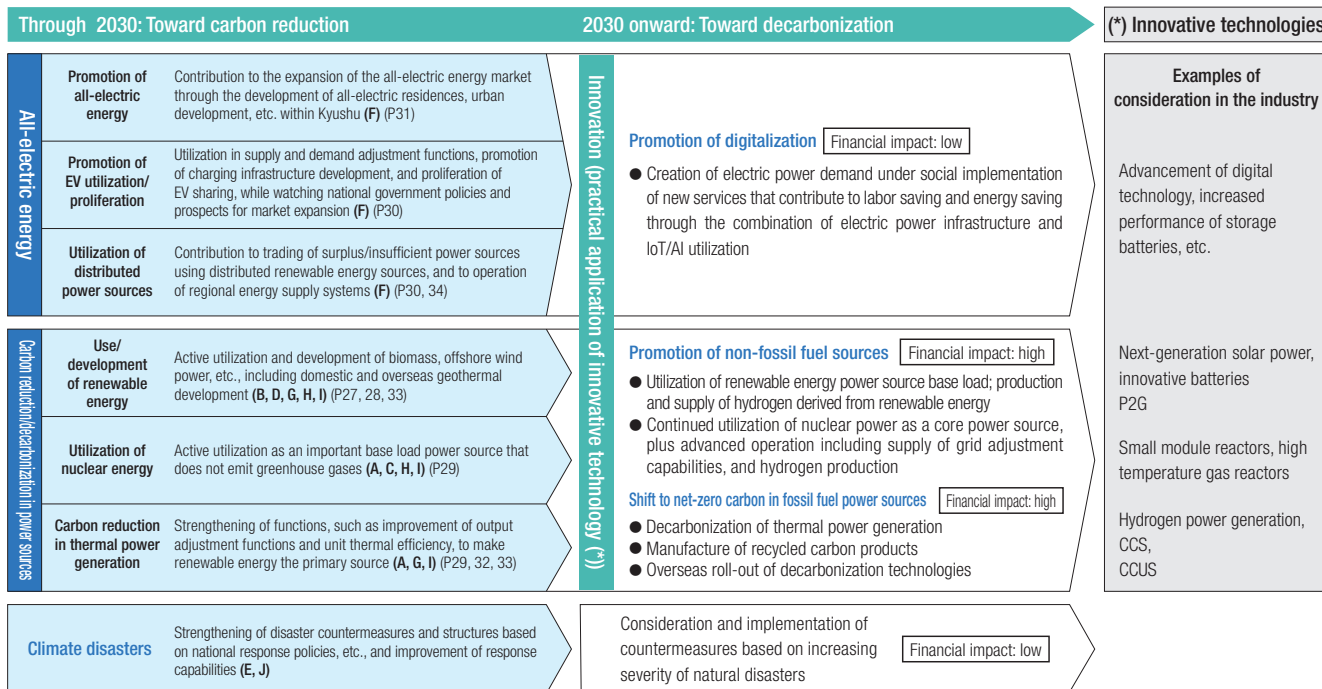 Through 2030: Toward carbon reduction
2030 onward: Toward decarbonization
(*) Innovative technologies
All-electric energy
Promotion of
all-electric
energy
Contribution to the expansion of the all-electric energy market
through the development of all-electric residences, urban
development, etc. within Kyushu (F) (P31)
Promotion of
EV utilization/
proliferation
Utilization in supply and demand adjustment functions, promotion
of charging infrastructure development, and proliferation of
EV sharing, while watching national government policies and
prospects for market expansion (F) (P30)
Utilization of
distributed
power sources
Contribution to trading of surplus/insufficient power sources
using distributed renewable energy sources, and to operation
of regional energy supply systems (F) (P30, 34)
Carbon reduction/decarbonization in power sources
Use/
development
of renewable
energy
Active utilization and development of biomass, offshore wind
power, etc., including domestic and overseas geothermal
development (B, D, G, H, I) (P27, 28, 33)
Utilization of
nuclear energy
Active utilization as an important base load power source that
does not emit greenhouse gases (A, C, H, I) (P29)
Carbon reduction
in thermal power
generation
Strengthening of functions, such as improvement of output
adjustment functions and unit thermal efficiency, to make
renewable energy the primary source (A, G, I) (P29, 32, 33)
Climate disasters
Strengthening of disaster countermeasures and structures based
on national response policies, etc., and improvement of response
capabilities (E, J)
Innovation (practical application of innovative technology (*))
Promotion of digitalization
Financial impact: low
● Creation of electric power demand under social implementation
of new services that contribute to labor saving and energy saving
through the combination of electric power infrastructure and
IoT/AI utilization
Promotion of non-fossil fuel sources
Financial impact: high
● Utilization of renewable energy power source base load; production
and supply of hydrogen derived from renewable energy
● Continued utilization of nuclear power as a core power source,
plus advanced operation including supply of grid adjustment
capabilities, and hydrogen production
Shift to net-zero carbon in fossil fuel power sources
Financial impact: high
● Decarbonization of thermal power generation
● Manufacture of recycled carbon products
● Overseas roll-out of decarbonization technologies
Consideration and implementation of
countermeasures based on increasing
severity of natural disasters
Financial impact: low
Examples of
consideration in the industry
Advancement of digital
technology, increased
performance of storage
batteries, etc.
Next-generation solar power,
innovative batteries
P2G
Small module reactors, high
temperature gas reactors
Hydrogen power generation,
CCS,
CCUS